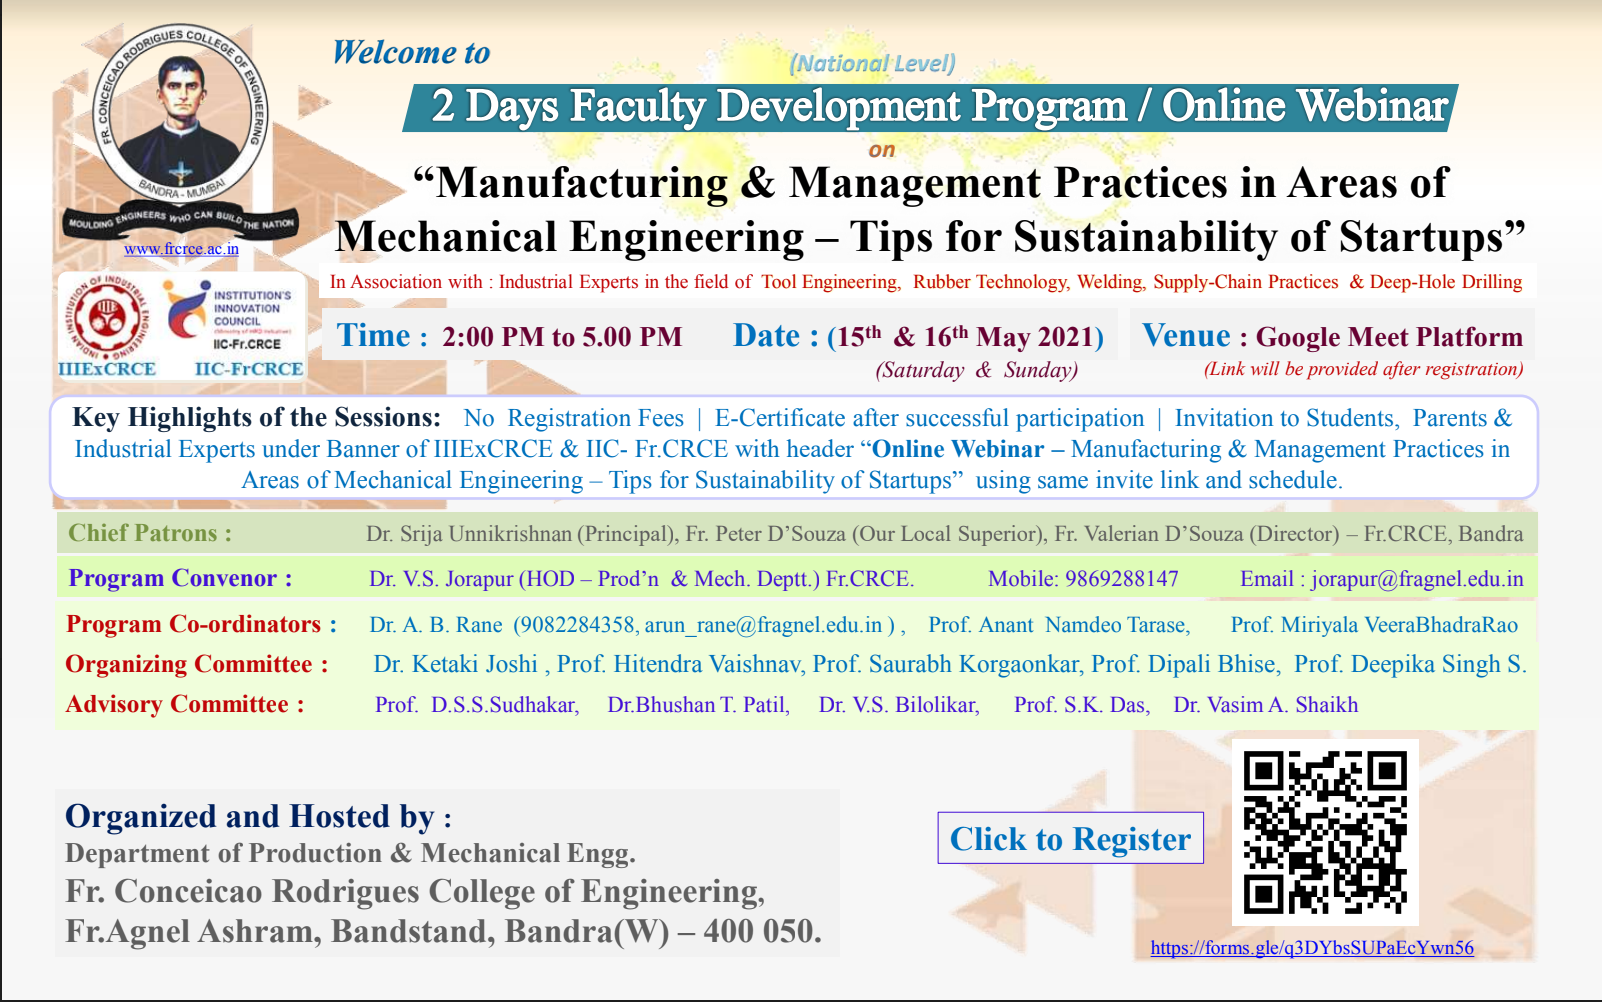 FR. CONCEICAO RODRIGUES COLLEGE OF ENGINEERING
BANDRA - MUMBAI
MOULDING ENGINEERS WHO CAN BUILD THE NATION
www.frcrce.ac.in
INDIAN INSTITUTION OF INDUSTRIAL ENGINEERING
IIIE
INSTITUTION'S
INNOVATION
COUNCIL
(Ministry of HRD Initiative)
IIC-Fr.CRCE
IIIExCRCE IIC-FrCRCE
Welcome to
(National Level)
2 Days Faculty Development Program / Online Webinar
on
“Manufacturing & Management Practices in Areas of
Mechanical Engineering – Tips for Sustainability of Startups”
In Association with : Industrial Experts in the field of Tool Engineering, Rubber Technology, Welding, Supply-Chain Practices & Deep-Hole Drilling
Time : 2:00 PM to 5.00 PM Date : (15th & 16th May 2021) Venue : Google Meet Platform
(Saturday & Sunday) (Link will be provided after registration)
Key Highlights of the Sessions: No Registration Fees | E-Certificate after successful participation | Invitation to Students, Parents &
Industrial Experts under Banner of IIIExCRCE & IIC- Fr.CRCE with header “Online Webinar – Manufacturing & Management Practices in
Areas of Mechanical Engineering – Tips for Sustainability of Startups” using same invite link and schedule.
Chief Patrons : Dr. Srija Unnikrishnan (Principal), Fr. Peter D’Souza (Our Local Superior), Fr. Valerian D’Souza (Director) – Fr.CRCE, Bandra
Program Convenor : Dr. V.S. Jorapur (HOD – Prod’n & Mech. Deptt.) Fr.CRCE. Mobile: 9869288147 Email : jorapur@fragnel.edu.in
Program Co-ordinators : Dr. A. B. Rane (9082284358, arun_rane@fragnel.edu.in ) , Prof. Anant Namdeo Tarase, Prof. Miriyala VeeraBhadraRao
Organizing Committee : Dr. Ketaki Joshi , Prof. Hitendra Vaishnav, Prof. Saurabh Korgaonkar, Prof. Dipali Bhise, Prof. Deepika Singh S.
Advisory Committee : Prof. D.S.S.Sudhakar, Dr.Bhushan T. Patil, Dr. V.S. Bilolikar, Prof. S.K. Das, Dr. Vasim A. Shaikh
Organized and Hosted by :
Department of Production & Mechanical Engg.
Fr. Conceicao Rodrigues College of Engineering,
Fr.Agnel Ashram, Bandstand, Bandra(W) – 400 050.
Click to Register
https://forms.gle/q3DYbsSUPaEcYwn56